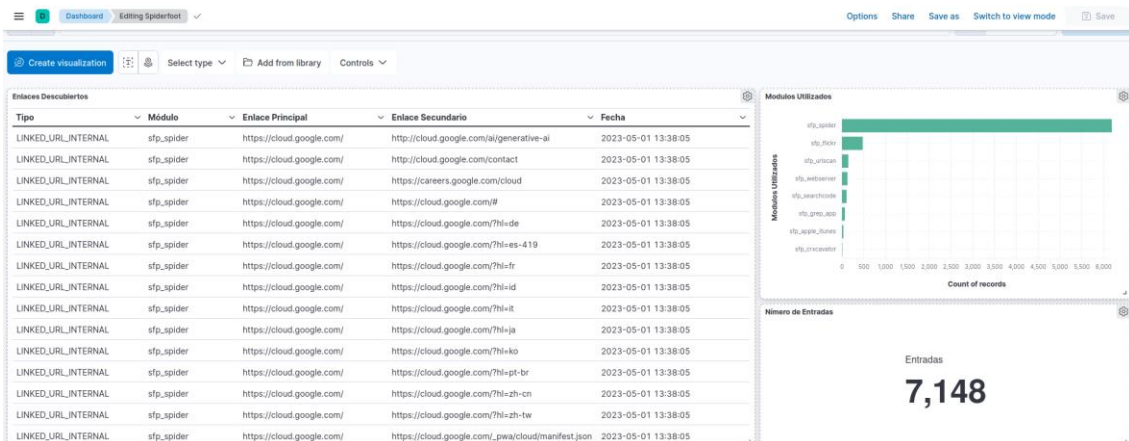 D Dashboard Editing Spiderfoot Options Share Save as Switch to view mode Save
Create visualization Select type Add from library Controls
Enlaces Descubiertos
Tipo Módulo Enlace Principal Enlace Secundario Fecha
LINKED_URL_INTERNAL sfp_spider https://cloud.google.com/ http://cloud.google.com/ai/generative-ai 2023-05-01 13:38:05
LINKED_URL_INTERNAL sfp_spider https://cloud.google.com/ http://cloud.google.com/contact 2023-05-01 13:38:05
LINKED_URL_INTERNAL sfp_spider https://cloud.google.com/ https://careers.google.com/cloud 2023-05-01 13:38:05
LINKED_URL_INTERNAL sfp_spider https://cloud.google.com/ https://cloud.google.com/# 2023-05-01 13:38:05
LINKED_URL_INTERNAL sfp_spider https://cloud.google.com/ https://cloud.google.com/?hl=de 2023-05-01 13:38:05
LINKED_URL_INTERNAL sfp_spider https://cloud.google.com/ https://cloud.google.com/?hl=es-419 2023-05-01 13:38:05
LINKED_URL_INTERNAL sfp_spider https://cloud.google.com/ https://cloud.google.com/?hl=fr 2023-05-01 13:38:05
LINKED_URL_INTERNAL sfp_spider https://cloud.google.com/ https://cloud.google.com/?hl=id 2023-05-01 13:38:05
LINKED_URL_INTERNAL sfp_spider https://cloud.google.com/ https://cloud.google.com/?hl=it 2023-05-01 13:38:05
LINKED_URL_INTERNAL sfp_spider https://cloud.google.com/ https://cloud.google.com/?hl=ja 2023-05-01 13:38:05
LINKED_URL_INTERNAL sfp_spider https://cloud.google.com/ https://cloud.google.com/?hl=ko 2023-05-01 13:38:05
LINKED_URL_INTERNAL sfp_spider https://cloud.google.com/ https://cloud.google.com/?hl=pt-br 2023-05-01 13:38:05
LINKED_URL_INTERNAL sfp_spider https://cloud.google.com/ https://cloud.google.com/?hl=zh-cn 2023-05-01 13:38:05
LINKED_URL_INTERNAL sfp_spider https://cloud.google.com/ https://cloud.google.com/?hl=zh-tw 2023-05-01 13:38:05
LINKED_URL_INTERNAL sfp_spider https://cloud.google.com/ https://cloud.google.com/_pwa/cloud/manifest.json 2023-05-01 13:38:05
Modulos Utilizados
Modulos Utilizados
sfp_spider
sfp_flickr
sfp_urlscan
sfp_webserver
sfp_searchcode
sfp_grep_app
sfp_apple_itunes
sfp_crxcavator
0 500 1,000 1,500 2,000 2,500 3,000 3,500 4,000 4,500 5,000 5,500 6,000
Count of records
Número de Entradas
Entradas
7,148